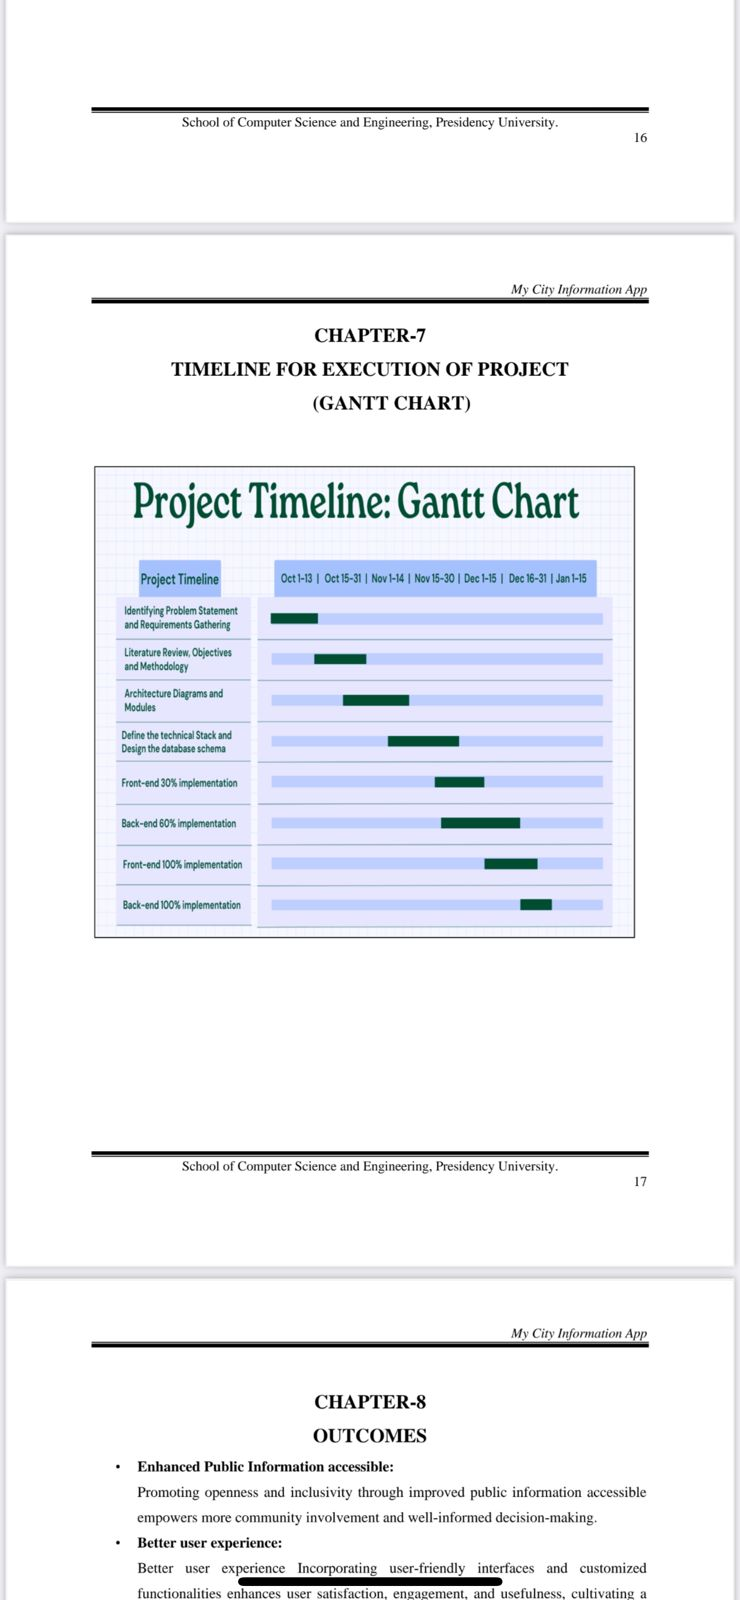 School of Computer Science and Engineering, Presidency University.
16
My City Information App
CHAPTER-7
TIMELINE FOR EXECUTION OF PROJECT
(GANTT CHART)
Project Timeline: Gantt Chart
Project Timeline
Oct 1-13 | Oct 15-31 | Nov 1-14 | Nov 15-30 | Dec 1-15 | Dec 16-31 | Jan 1-15
Identifying Problem Statement
and Requirements Gathering
Literature Review, Objectives
and Methodology
Architecture Diagrams and
Modules
Define the technical Stack and
Design the database schema
Front-end 30% implementation
Back-end 60% implementation
Front-end 100% implementation
Back-end 100% implementation
School of Computer Science and Engineering, Presidency University.
17
My City Information App
CHAPTER-8
OUTCOMES
• Enhanced Public Information accessible:
Promoting openness and inclusivity through improved public information accessible
empowers more community involvement and well-informed decision-making.
• Better user experience:
Better user experience Incorporating user-friendly interfaces and customized
functionalities enhances user satisfaction, engagement, and usefulness, cultivating a